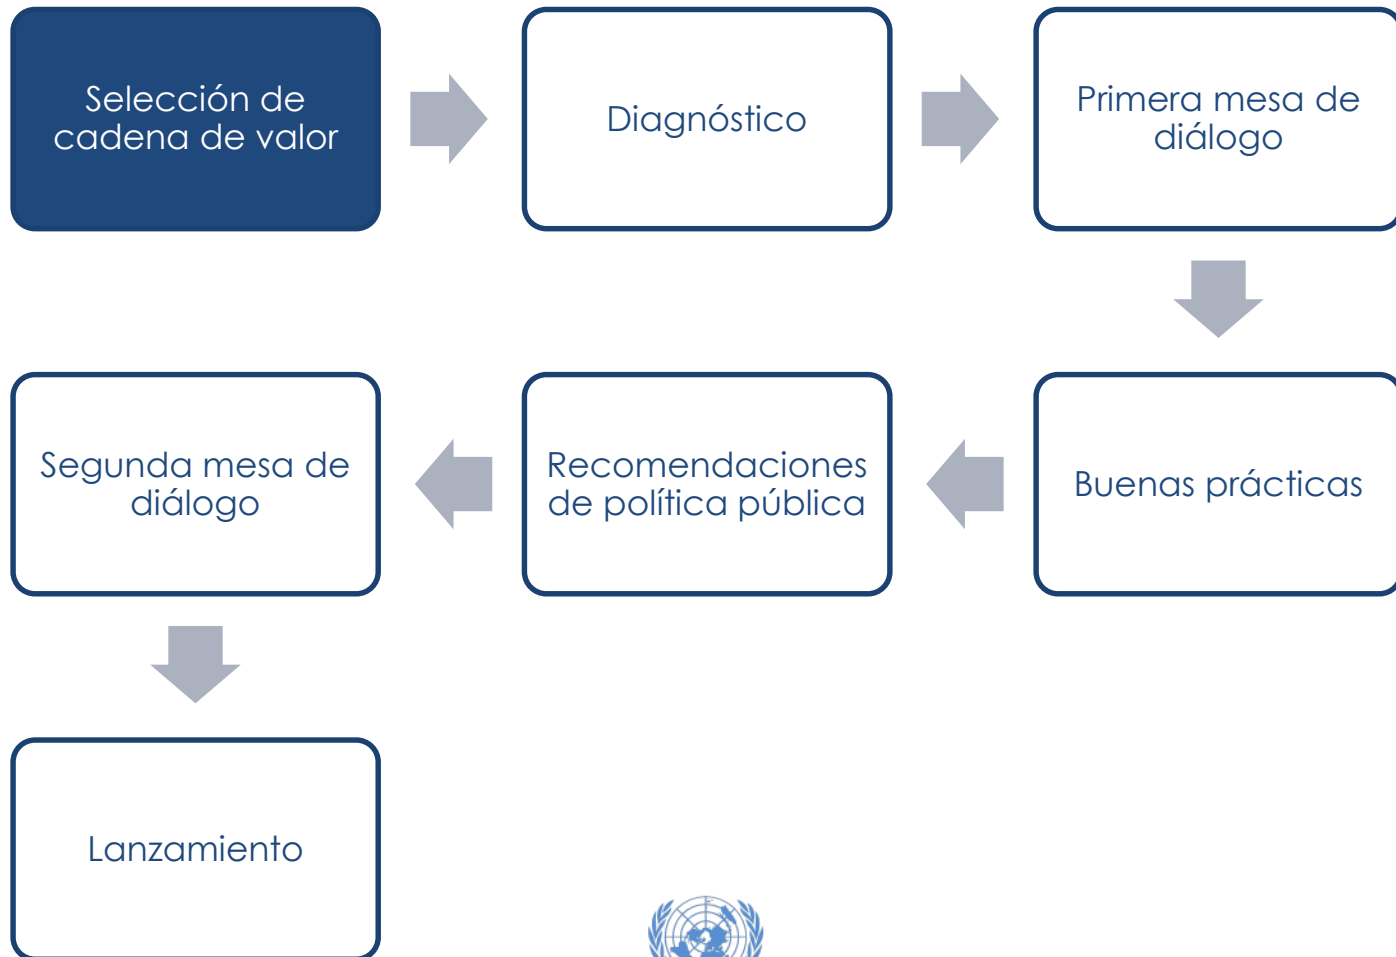 Selección de
cadena de valor
Diagnóstico
Primera mesa de
diálogo
Buenas prácticas
Recomendaciones
de política pública
Segunda mesa de
diálogo
Lanzamiento